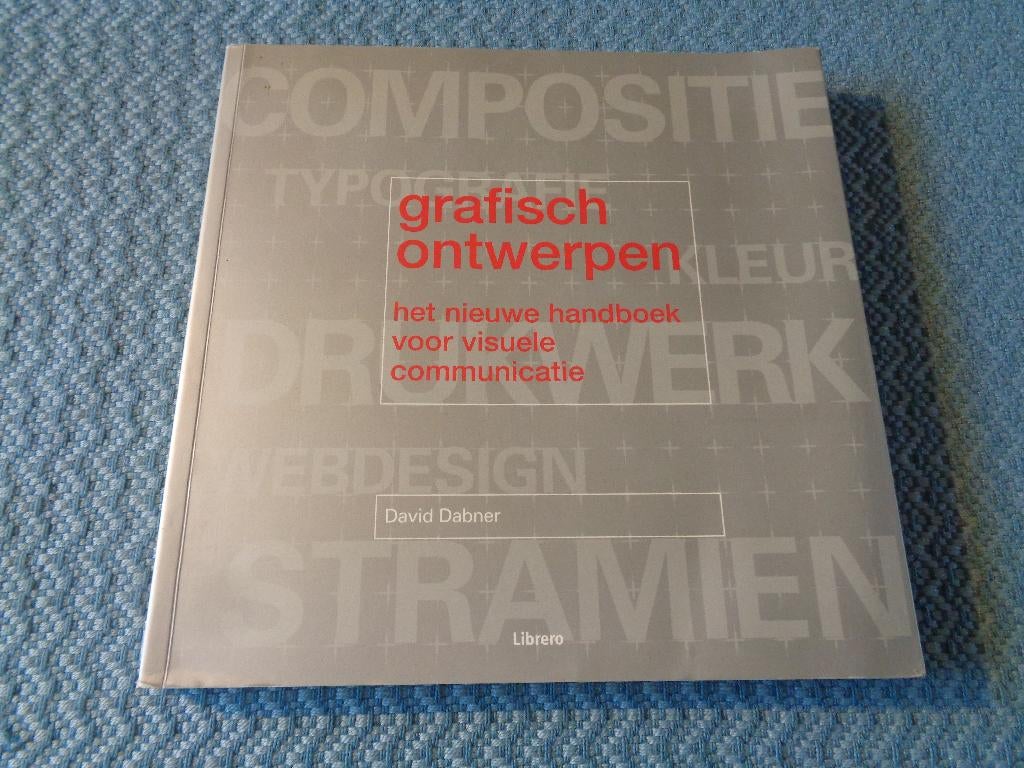 COMPOSITIE
TYPOGRAFIE
grafisch
ontwerpen
KLEUR
het nieuwe handboek
voor visuele
communicatie
DRUKWERK
WEBDESIGN
David Dabner
STRAMIEN
Librero